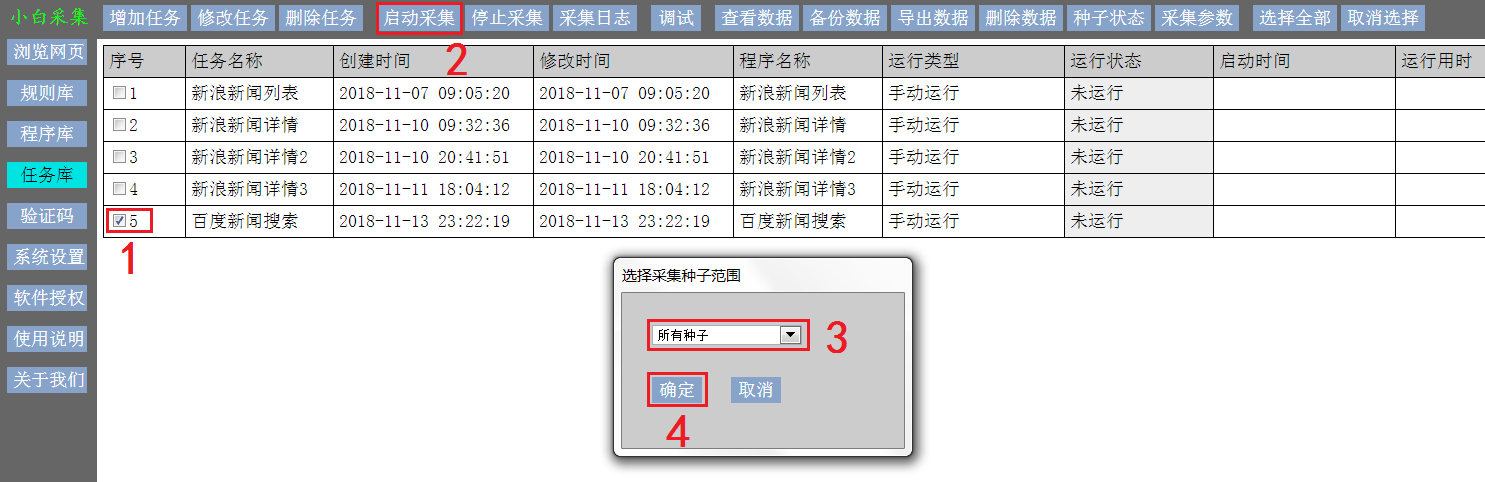 小白采集 增加任务 修改任务 删除任务 启动采集 停止采集 采集日志 调试 查看数据 备份数据 导出数据 删除数据 种子状态 采集参数 选择全部 取消选择
浏览网页
规则库
程序库
任务库
验证码
系统设置
软件授权
使用说明
关于我们
序号 任务名称 创建时间 修改时间 程序名称 运行类型 运行状态 启动时间 运行用时
2
1 新浪新闻列表 2018-11-07 09:05:20 2018-11-07 09:05:20 新浪新闻列表 手动运行 未运行
2 新浪新闻详情 2018-11-10 09:32:36 2018-11-10 09:32:36 新浪新闻详情 手动运行 未运行
3 新浪新闻详情2 2018-11-10 20:41:51 2018-11-10 20:41:51 新浪新闻详情2 手动运行 未运行
4 新浪新闻详情3 2018-11-11 18:04:12 2018-11-11 18:04:12 新浪新闻详情3 手动运行 未运行
5 百度新闻搜索 2018-11-13 23:22:19 2018-11-13 23:22:19 百度新闻搜索 手动运行 未运行
1
选择采集种子范围
所有种子 3
确定 取消
4